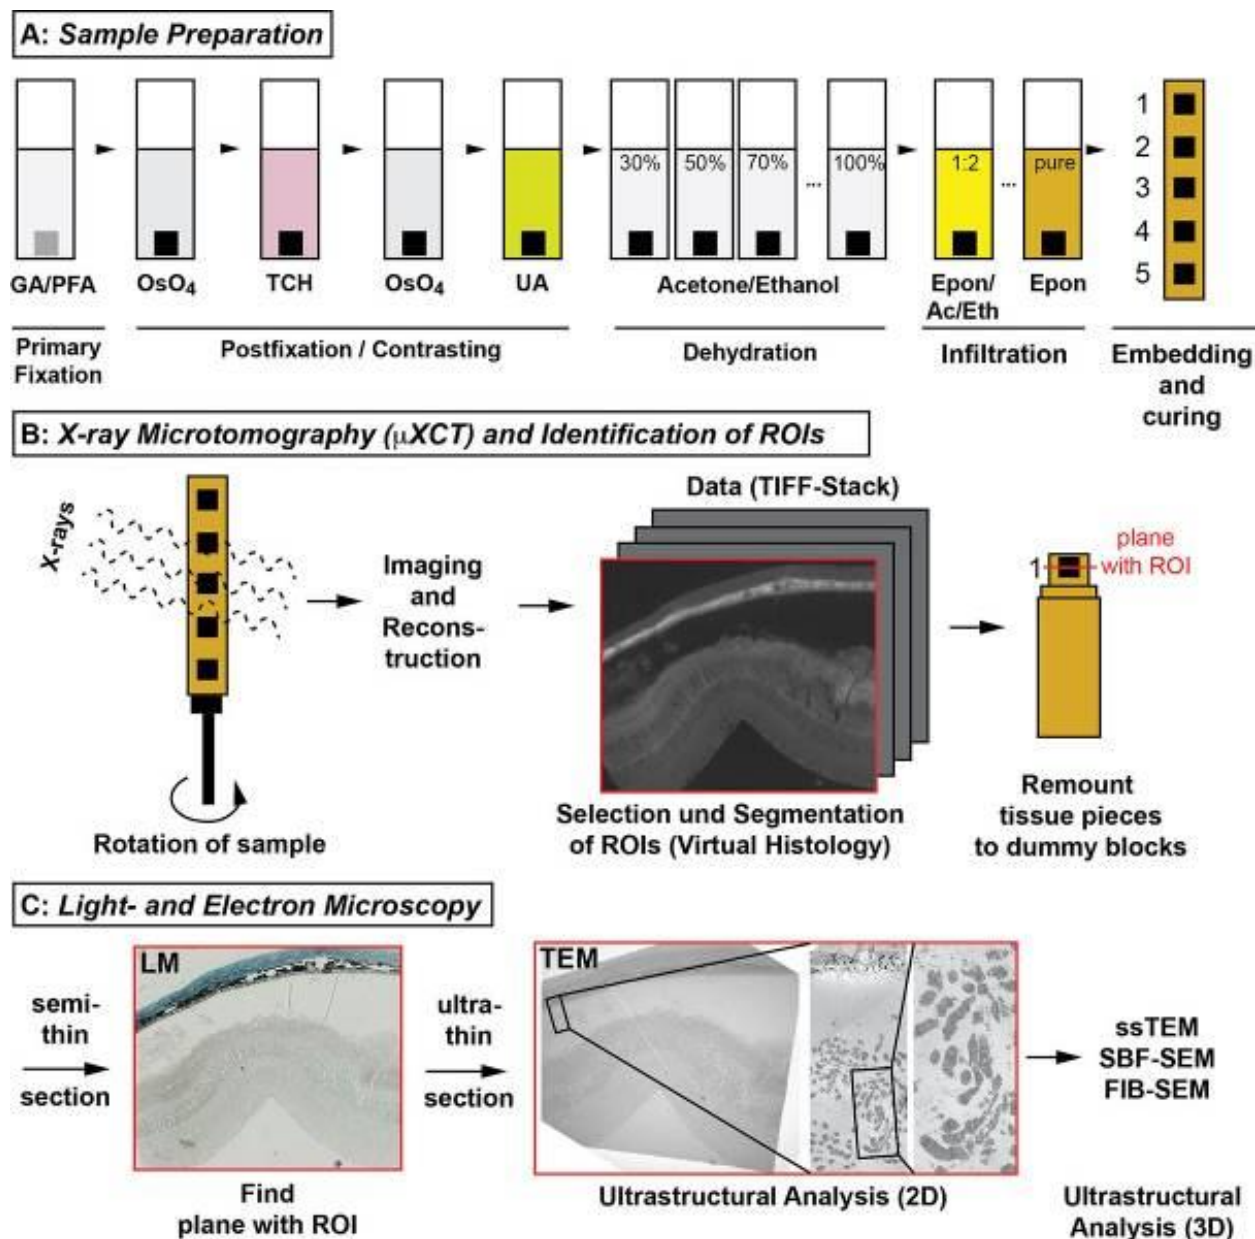 A: Sample Preparation
30% 50% 70% ... 100% 1:2 ... pure
1
2
3
4
5
GA/PFA OsO4 TCH OsO4 UA Acetone/Ethanol Epon/ Epon
Ac/Eth
Primary
Fixation
Postfixation / Contrasting
Dehydration
Infiltration
Embedding
and
curing
B: X-ray Microtomography (µXCT) and Identification of ROIs
X-rays
Rotation of sample
Imaging
and
Recons-
truction
Data (TIFF-Stack)
Selection und Segmentation
of ROIs (Virtual Histology)
plane
1 with ROI
Remount
tissue pieces
to dummy blocks
C: Light- and Electron Microscopy
semi-
thin
section
LM
Find
plane with ROI
ultra-
thin
section
TEM
Ultrastructural Analysis (2D)
ssTEM
SBF-SEM
FIB-SEM
Ultrastructural
Analysis (3D)